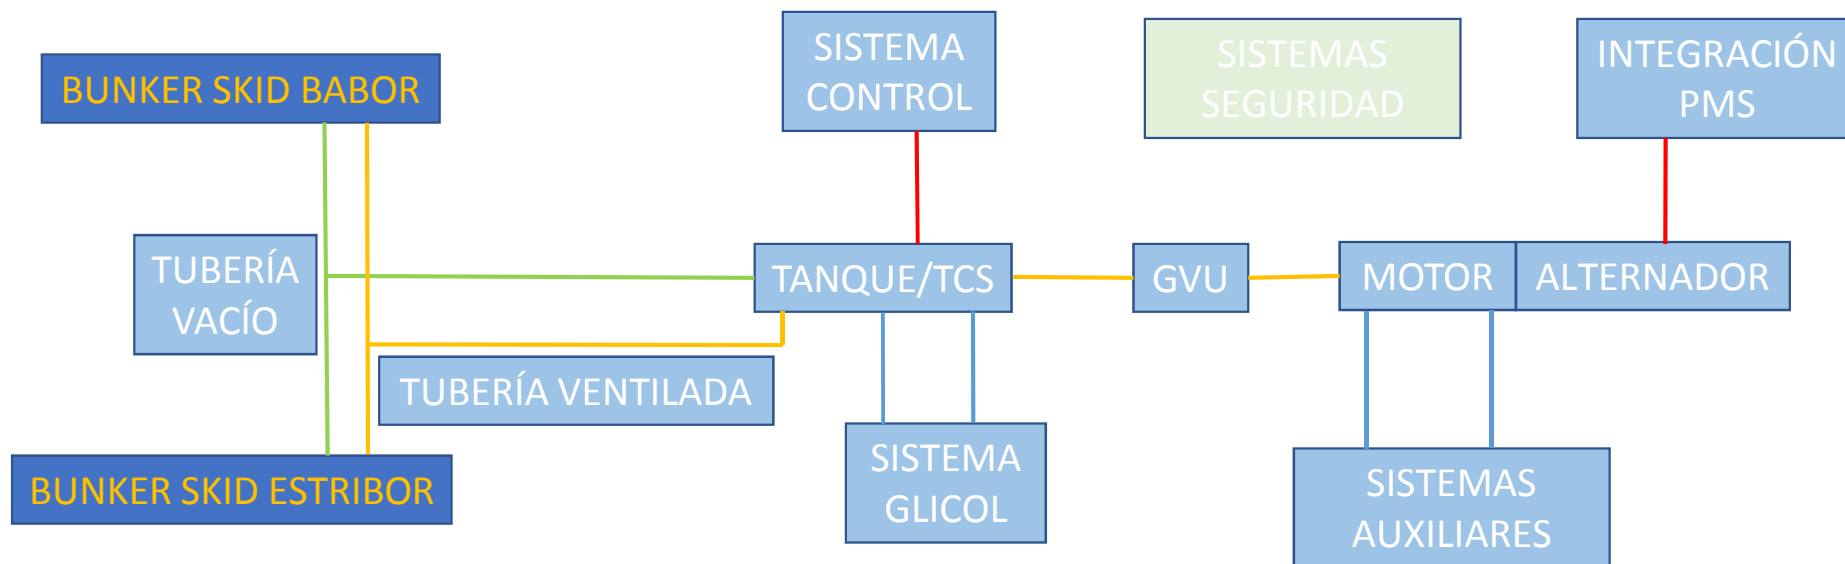 BUNKER SKID BABOR
SISTEMA
CONTROL
SISTEMAS
SEGURIDAD
INTEGRACIÓN
PMS
TUBERÍA
VACÍO
TANQUE/TCS
GVU
MOTOR
ALTERNADOR
TUBERÍA VENTILADA
BUNKER SKID ESTRIBOR
SISTEMA
GLICOL
SISTEMAS
AUXILIARES